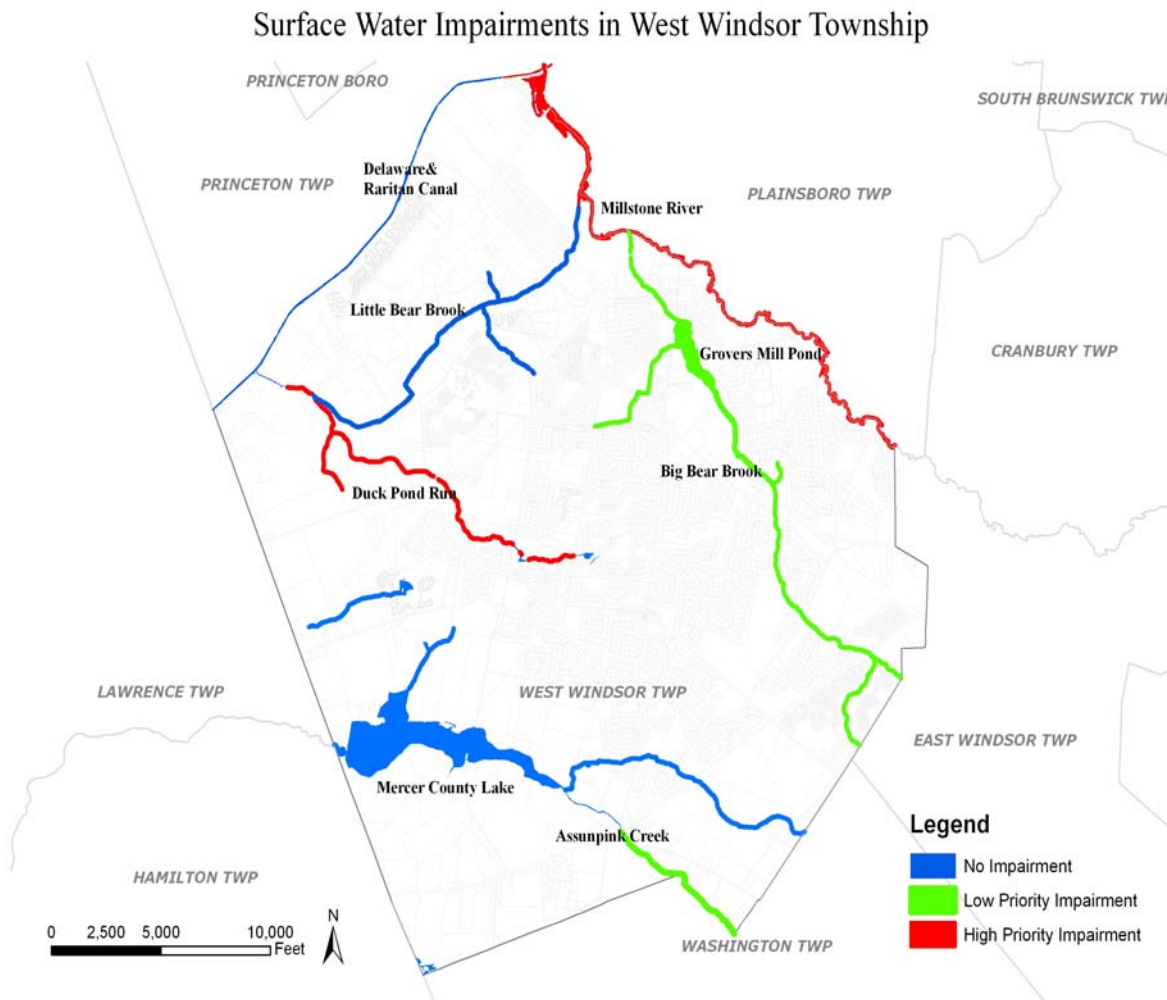 Surface Water Impairments in West Windsor Township
PRINCETON BORO
SOUTH BRUNSWICK TWP
Delaware&
Raritan Canal
PRINCETON TWP
PLAINSBORO TWP
Millstone River
Little Bear Brook
Grovers Mill Pond
CRANBURY TWP
Big Bear Brook
Duck Pond Run
LAWRENCE TWP
WEST WINDSOR TWP
EAST WINDSOR TWP
Mercer County Lake
Assunpink Creek
HAMILTON TWP
WASHINGTON TWP
Legend
No Impairment
Low Priority Impairment
High Priority Impairment
0 2,500 5,000 10,000
Feet
N